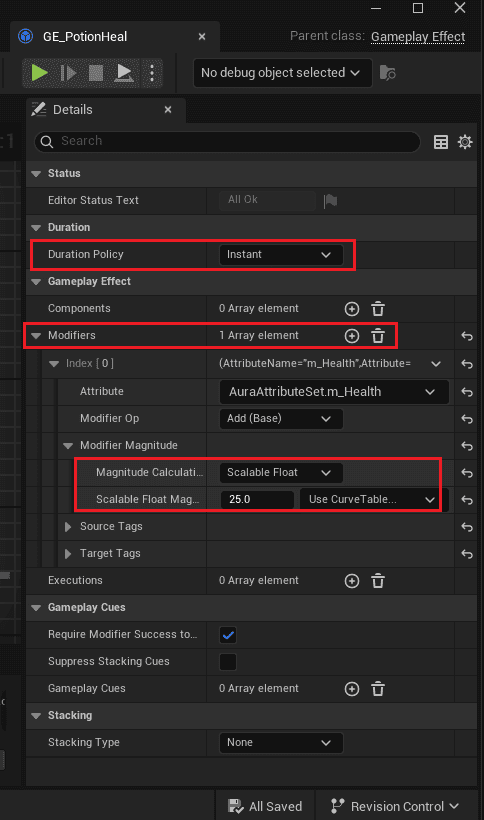 GE_PotionHeal
Parent class: Gameplay Effect
No debug object selected
Details
Search
Status
Editor Status Text All Ok
Duration
Duration Policy Instant
Gameplay Effect
Components 0 Array element
Modifiers 1 Array element
Index [ 0 ] (AttributeName="m_Health",Attribute=
Attribute AuraAttributeSet.m_Health
Modifier Op Add (Base)
Modifier Magnitude
Magnitude Calculati... Scalable Float
Scalable Float Mag... 25.0 Use CurveTable...
Source Tags
Target Tags
Executions 0 Array element
Gameplay Cues
Require Modifier Success to...
Suppress Stacking Cues
Gameplay Cues 0 Array element
Stacking
Stacking Type None
All Saved Revision Control